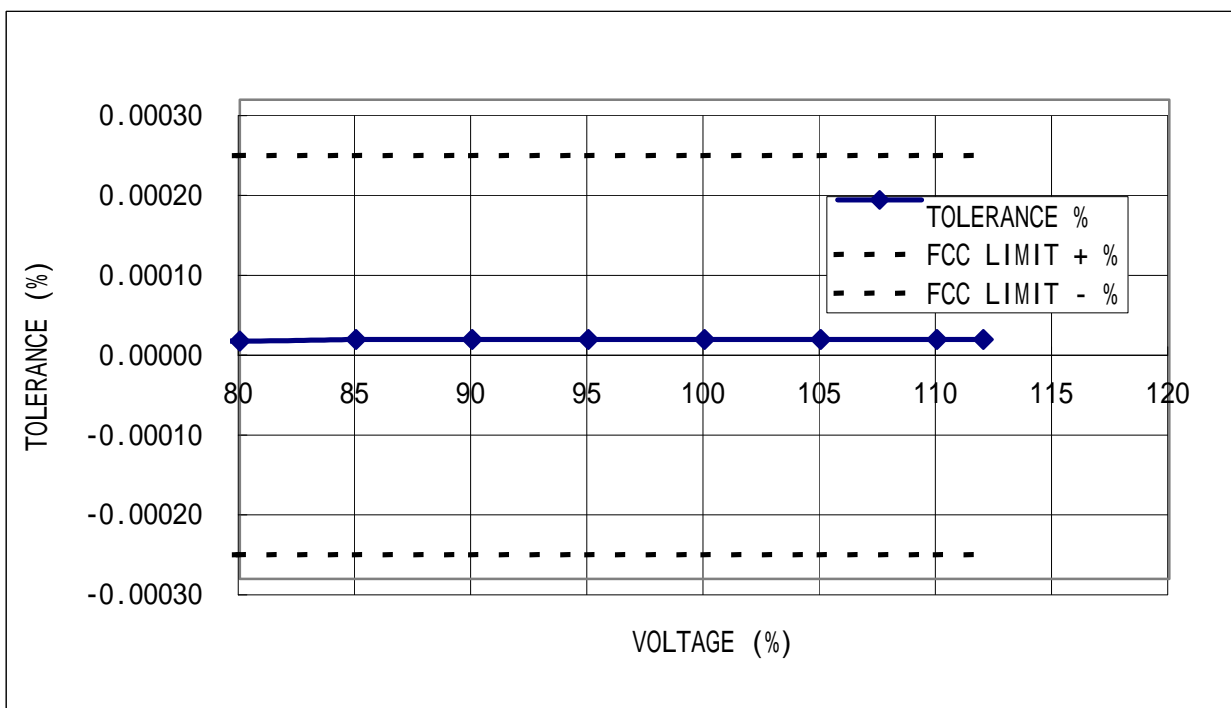 0.00030
0.00020
0.00010
0.00000
-0.00010
-0.00020
-0.00030
TOLERANCE (%)
80 85 90 95 100 105 110 115 120
VOLTAGE (%)
TOLERANCE %
FCC LIMIT + %
FCC LIMIT - %